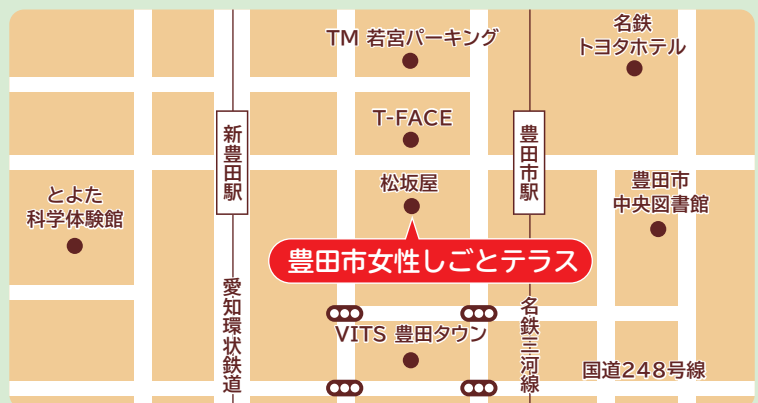 TM 若宮パーキング
名鉄
トヨタホテル
T-FACE
新豊田駅
豊田市駅
松坂屋
とよた
科学体験館
豊田市
中央図書館
豊田市女性しごとテラス
愛知環状鉄道
名鉄三河線
VITS 豊田タウン
国道248号線